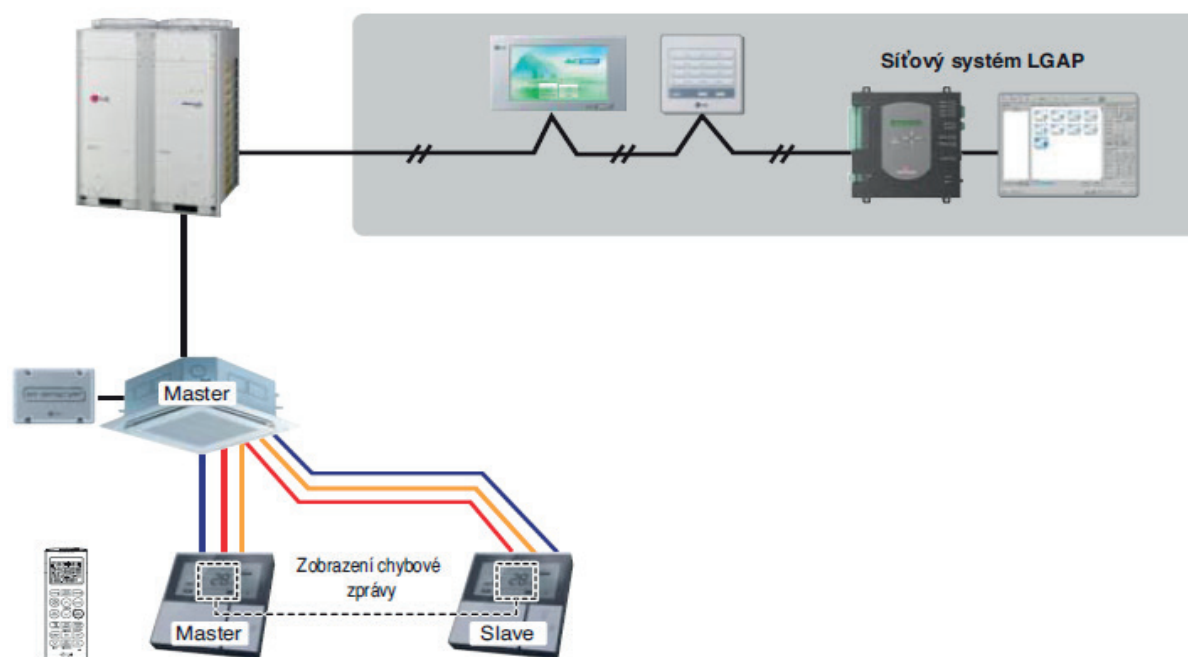 Síťový systém LGAP
Master
Zobrazení chybové
zprávy
Master
Slave